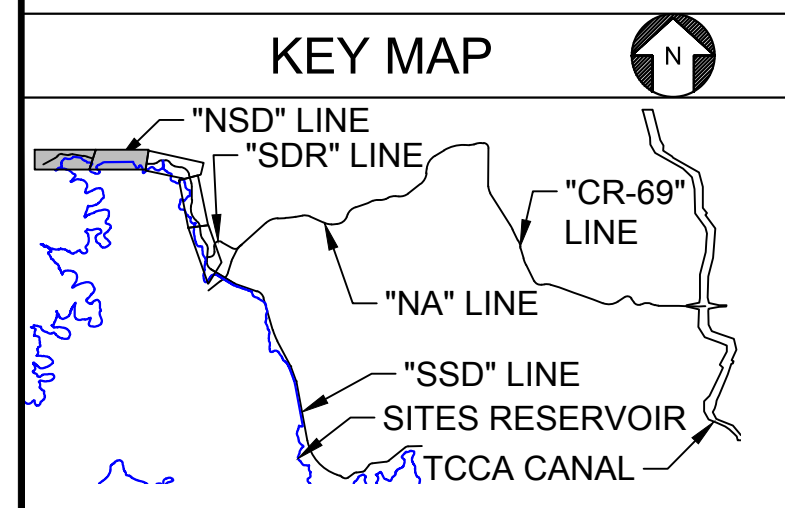 KEY MAP
N
"NSD" LINE
"SDR" LINE
"CR-69"
LINE
"NA" LINE
"SSD" LINE
SITES RESERVOIR
TCCA CANAL